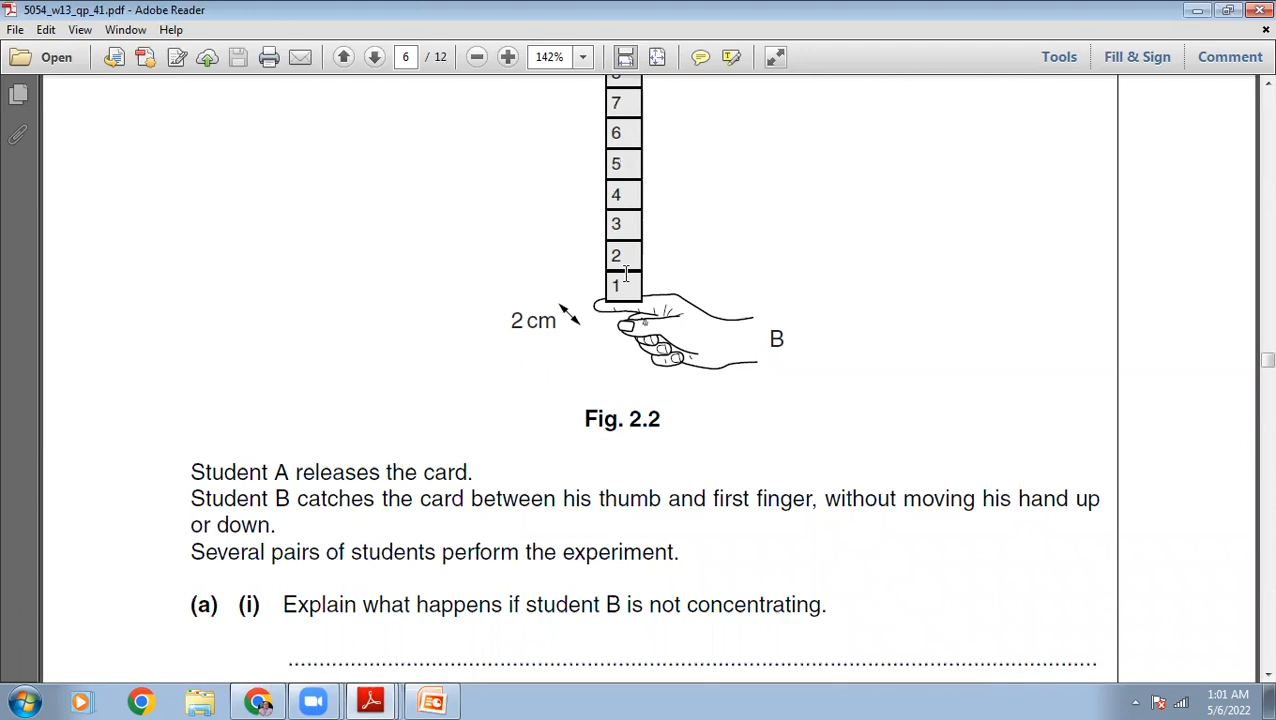 5054_w13_qp_41.pdf - Adobe Reader
File Edit View Window Help
Open 6 / 12 142% Tools Fill & Sign Comment
7
6
5
4
3
2
1
2 cm
B
Fig. 2.2
Student A releases the card.
Student B catches the card between his thumb and first finger, without moving his hand up
or down.
Several pairs of students perform the experiment.
(a) (i) Explain what happens if student B is not concentrating.
1:01 AM
5/6/2022